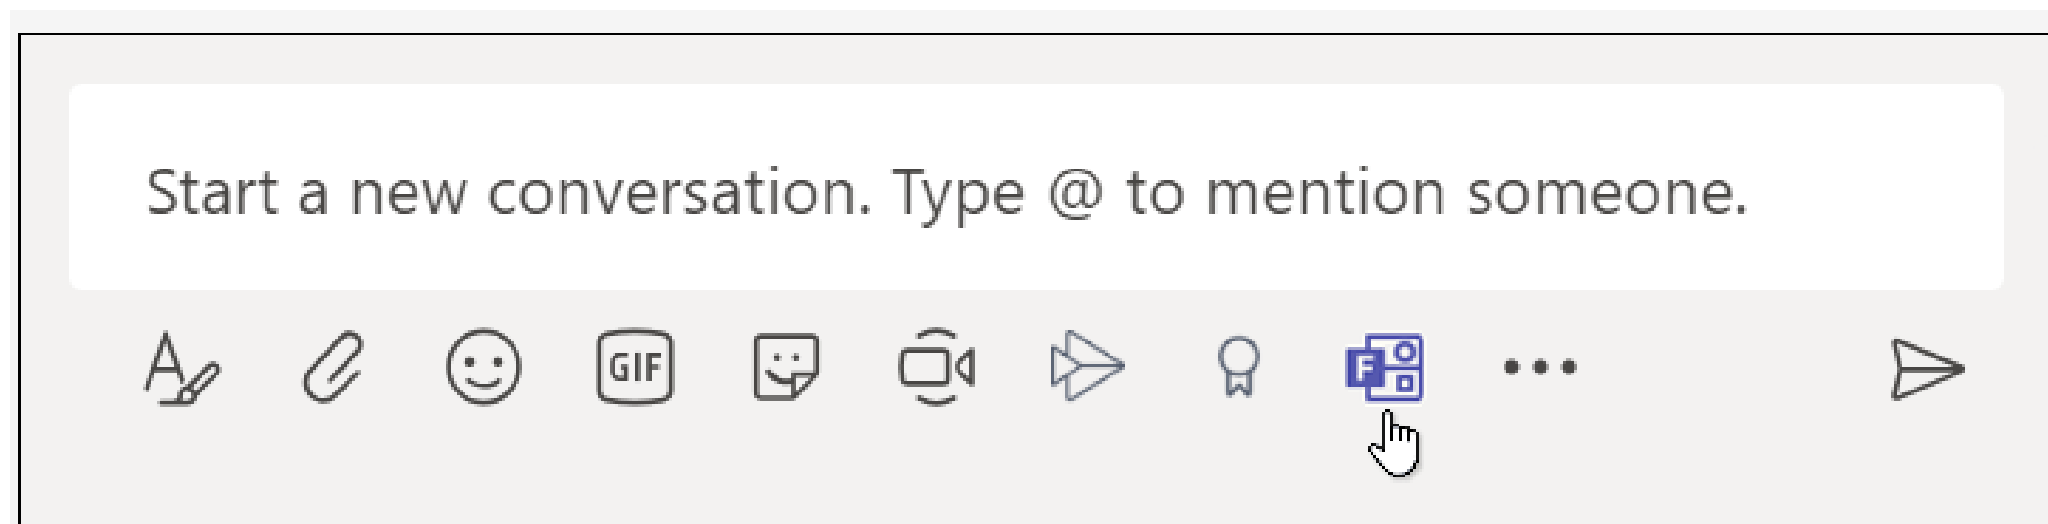 Start a new conversation. Type @ to mention someone.
GIF F